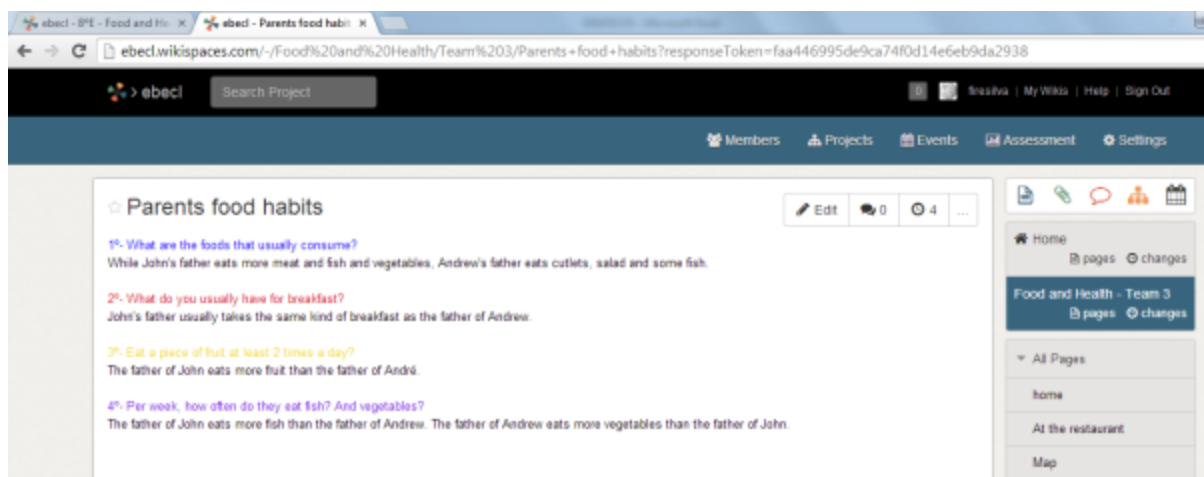 ebecl - 8ºE - Food and He
ebecl - Parents food habit
ebecl.wikispaces.com/-/Food%20and%20Health/Team%203/Parents+food+habits?responseToken=faa446995de9ca74f0d14e6eb9da2938
ebecl
Search Project
0
firesilva | My Wikis | Help | Sign Out
Members
Projects
Events
Assessment
Settings
Parents food habits
Edit
0
4
...
1º- What are the foods that usually consume?
While John's father eats more meat and fish and vegetables, Andrew's father eats cutlets, salad and some fish.
2º- What do you usually have for breakfast?
John's father usually takes the same kind of breakfast as the father of Andrew.
3º- Eat a piece of fruit at least 2 times a day?
The father of John eats more fruit than the father of André.
4º- Per week, how often do they eat fish? And vegetables?
The father of John eats more fish than the father of Andrew. The father of Andrew eats more vegetables than the father of John.
Home
pages changes
Food and Health - Team 3
pages changes
All Pages
home
At the restaurant
Map